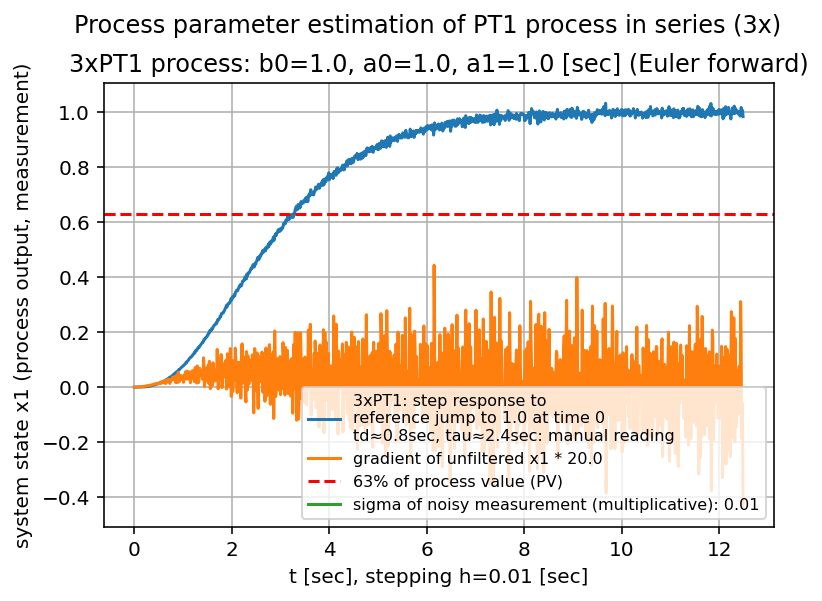 Process parameter estimation of PT1 process in series (3x)
3xPT1 process: b0=1.0, a0=1.0, a1=1.0 [sec] (Euler forward)
system state x1 (process output, measurement)
1.0
0.8
0.6
0.4
0.2
0.0
−0.2
−0.4
3xPT1: step response to
reference jump to 1.0 at time 0
td≈0.8sec, tau≈2.4sec: manual reading
gradient of unfiltered x1 * 20.0
63% of process value (PV)
sigma of noisy measurement (multiplicative): 0.01
0 2 4 6 8 10 12
t [sec], stepping h=0.01 [sec]